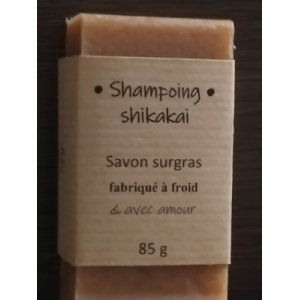 • Shampoing •
shikakai
Savon surgras
fabriqué à froid
& avec amour
85 g